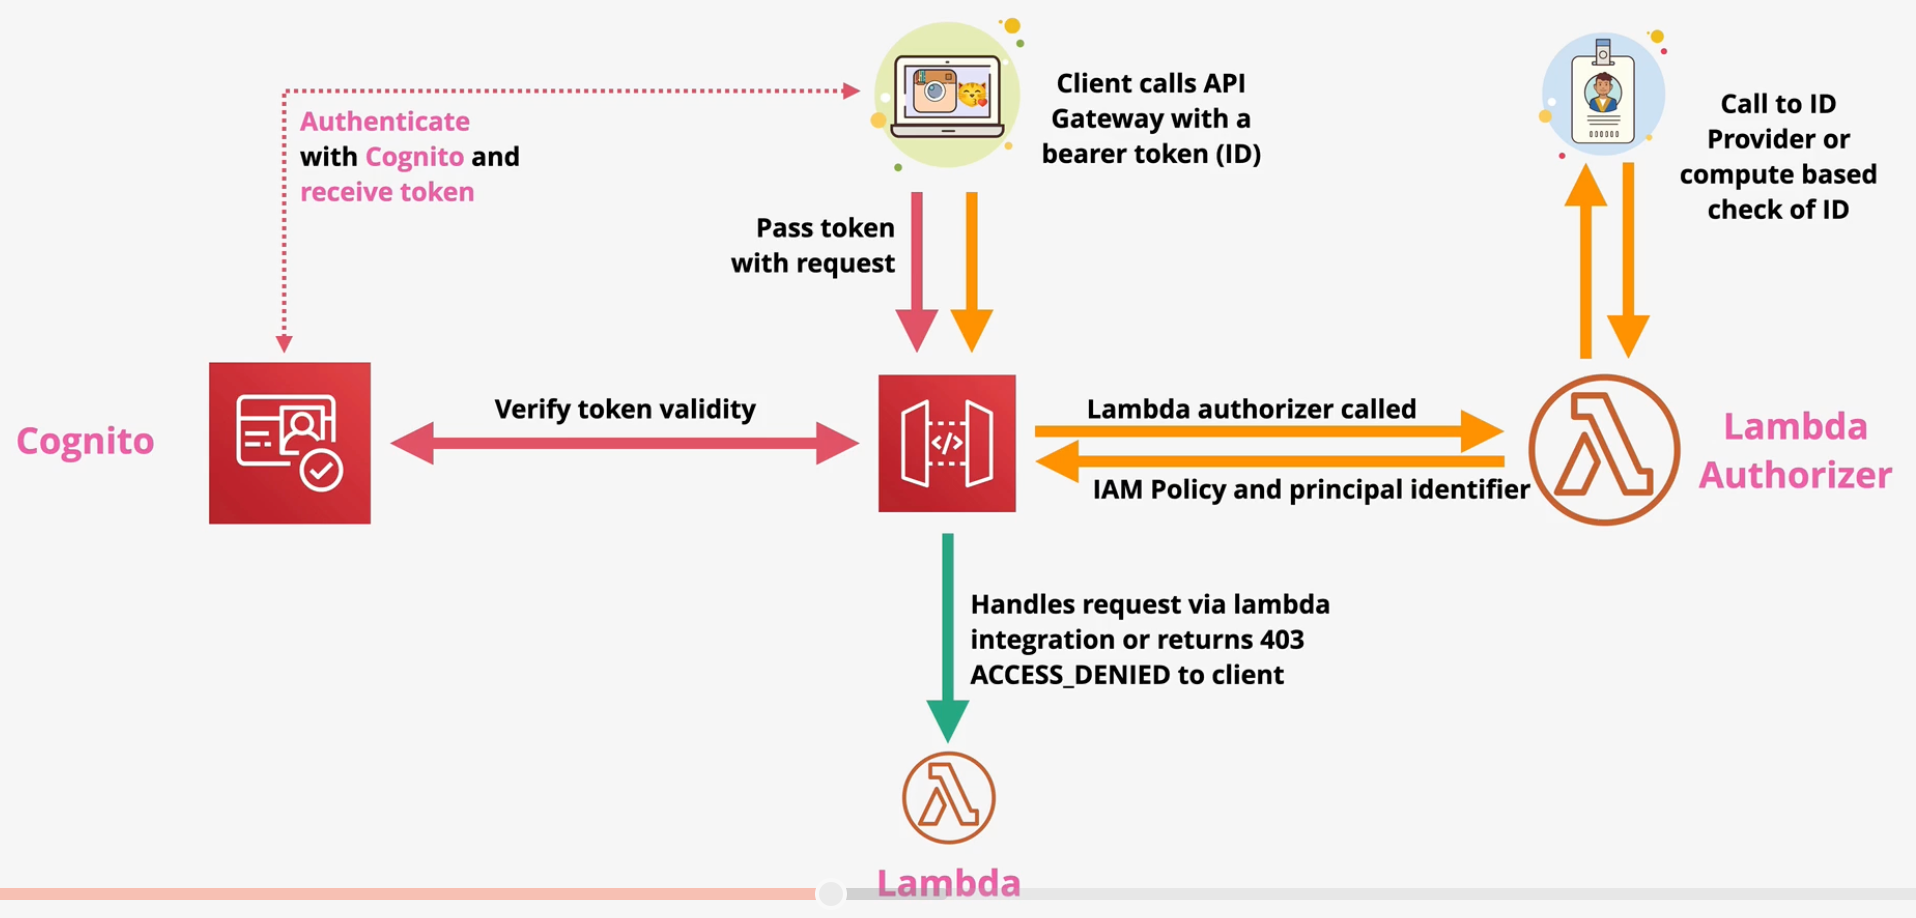 Authenticate
with Cognito and
receive token
Client calls API
Gateway with a
bearer token (ID)
Call to ID
Provider or
compute based
check of ID
Pass token
with request
Cognito
Verify token validity
</>
Lambda authorizer called
IAM Policy and principal identifier
Lambda
Authorizer
Handles request via lambda
integration or returns 403
ACCESS_DENIED to client
Lambda